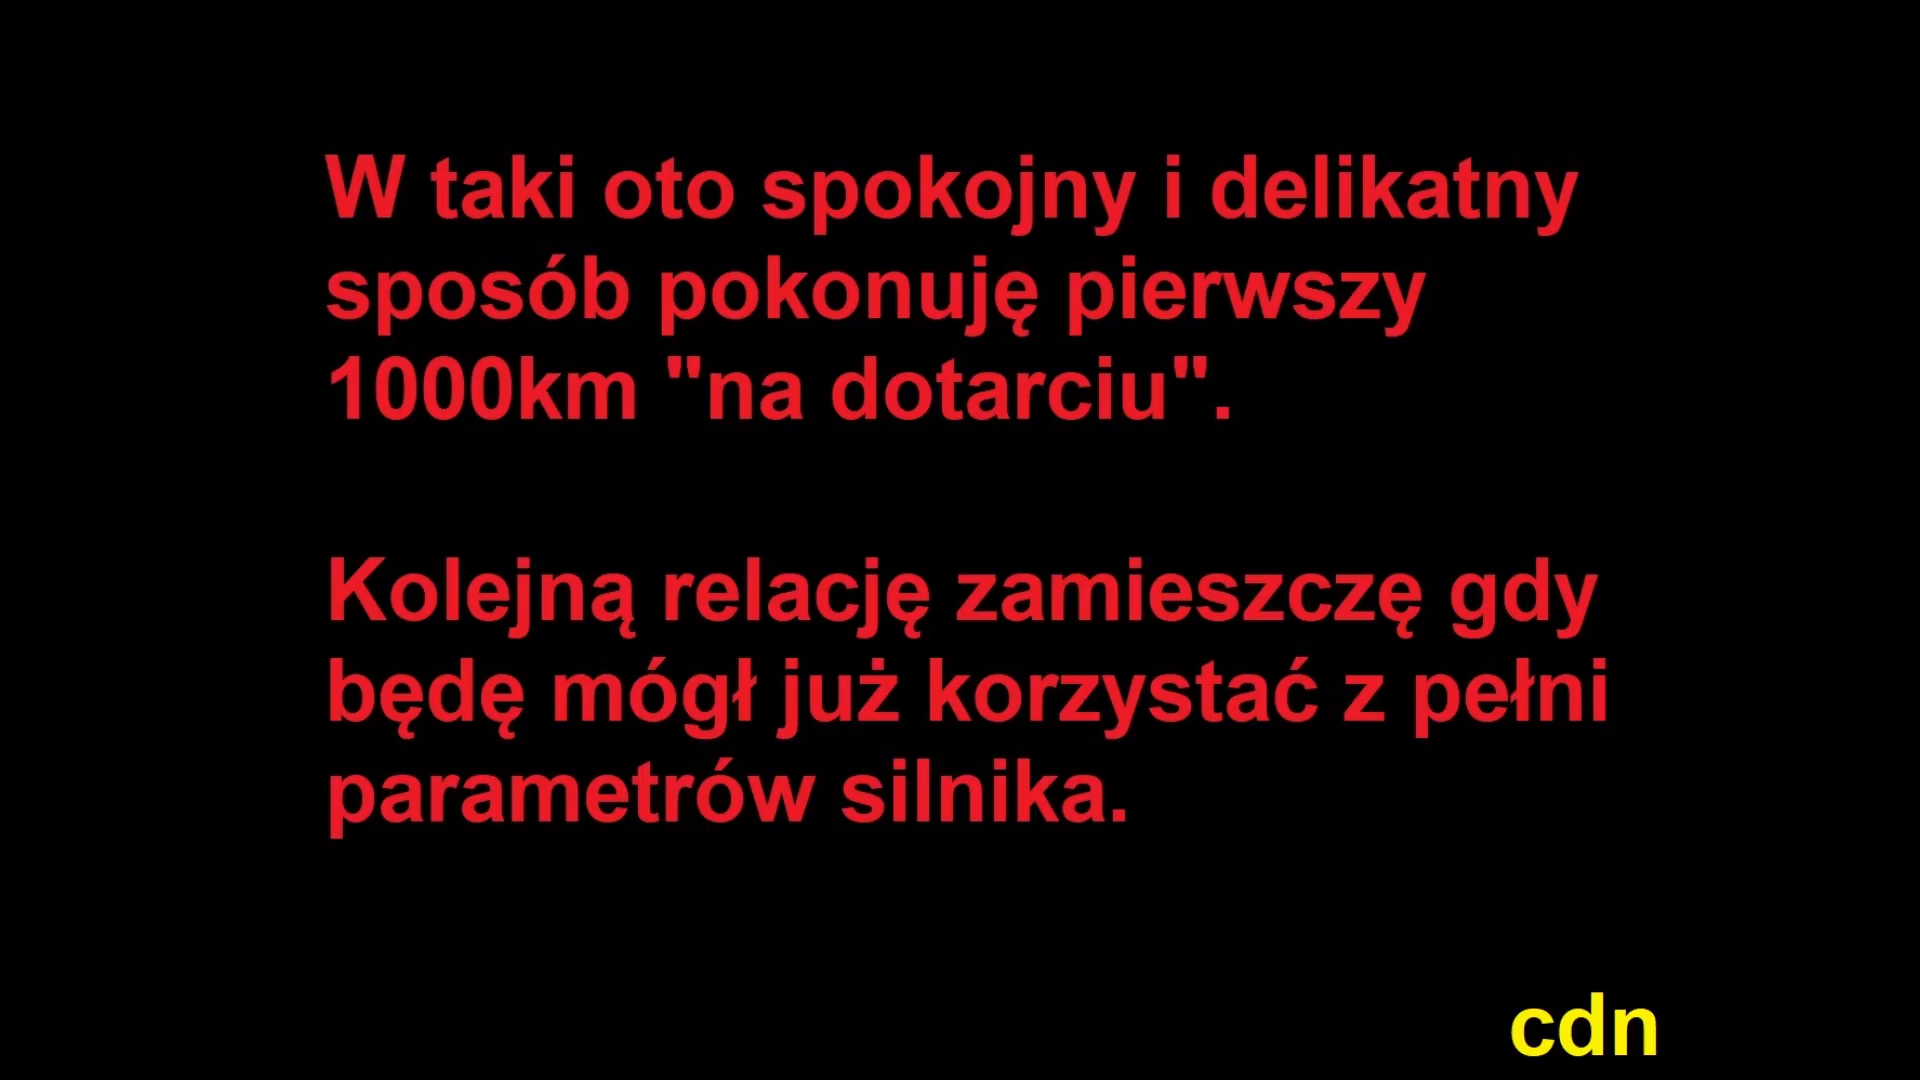 W taki oto spokojny i delikatny
sposób pokonuję pierwszy
1000km "na dotarciu".
Kolejną relację zamieszczę gdy
będę mógł już korzystać z pełni
parametrów silnika.
cdn